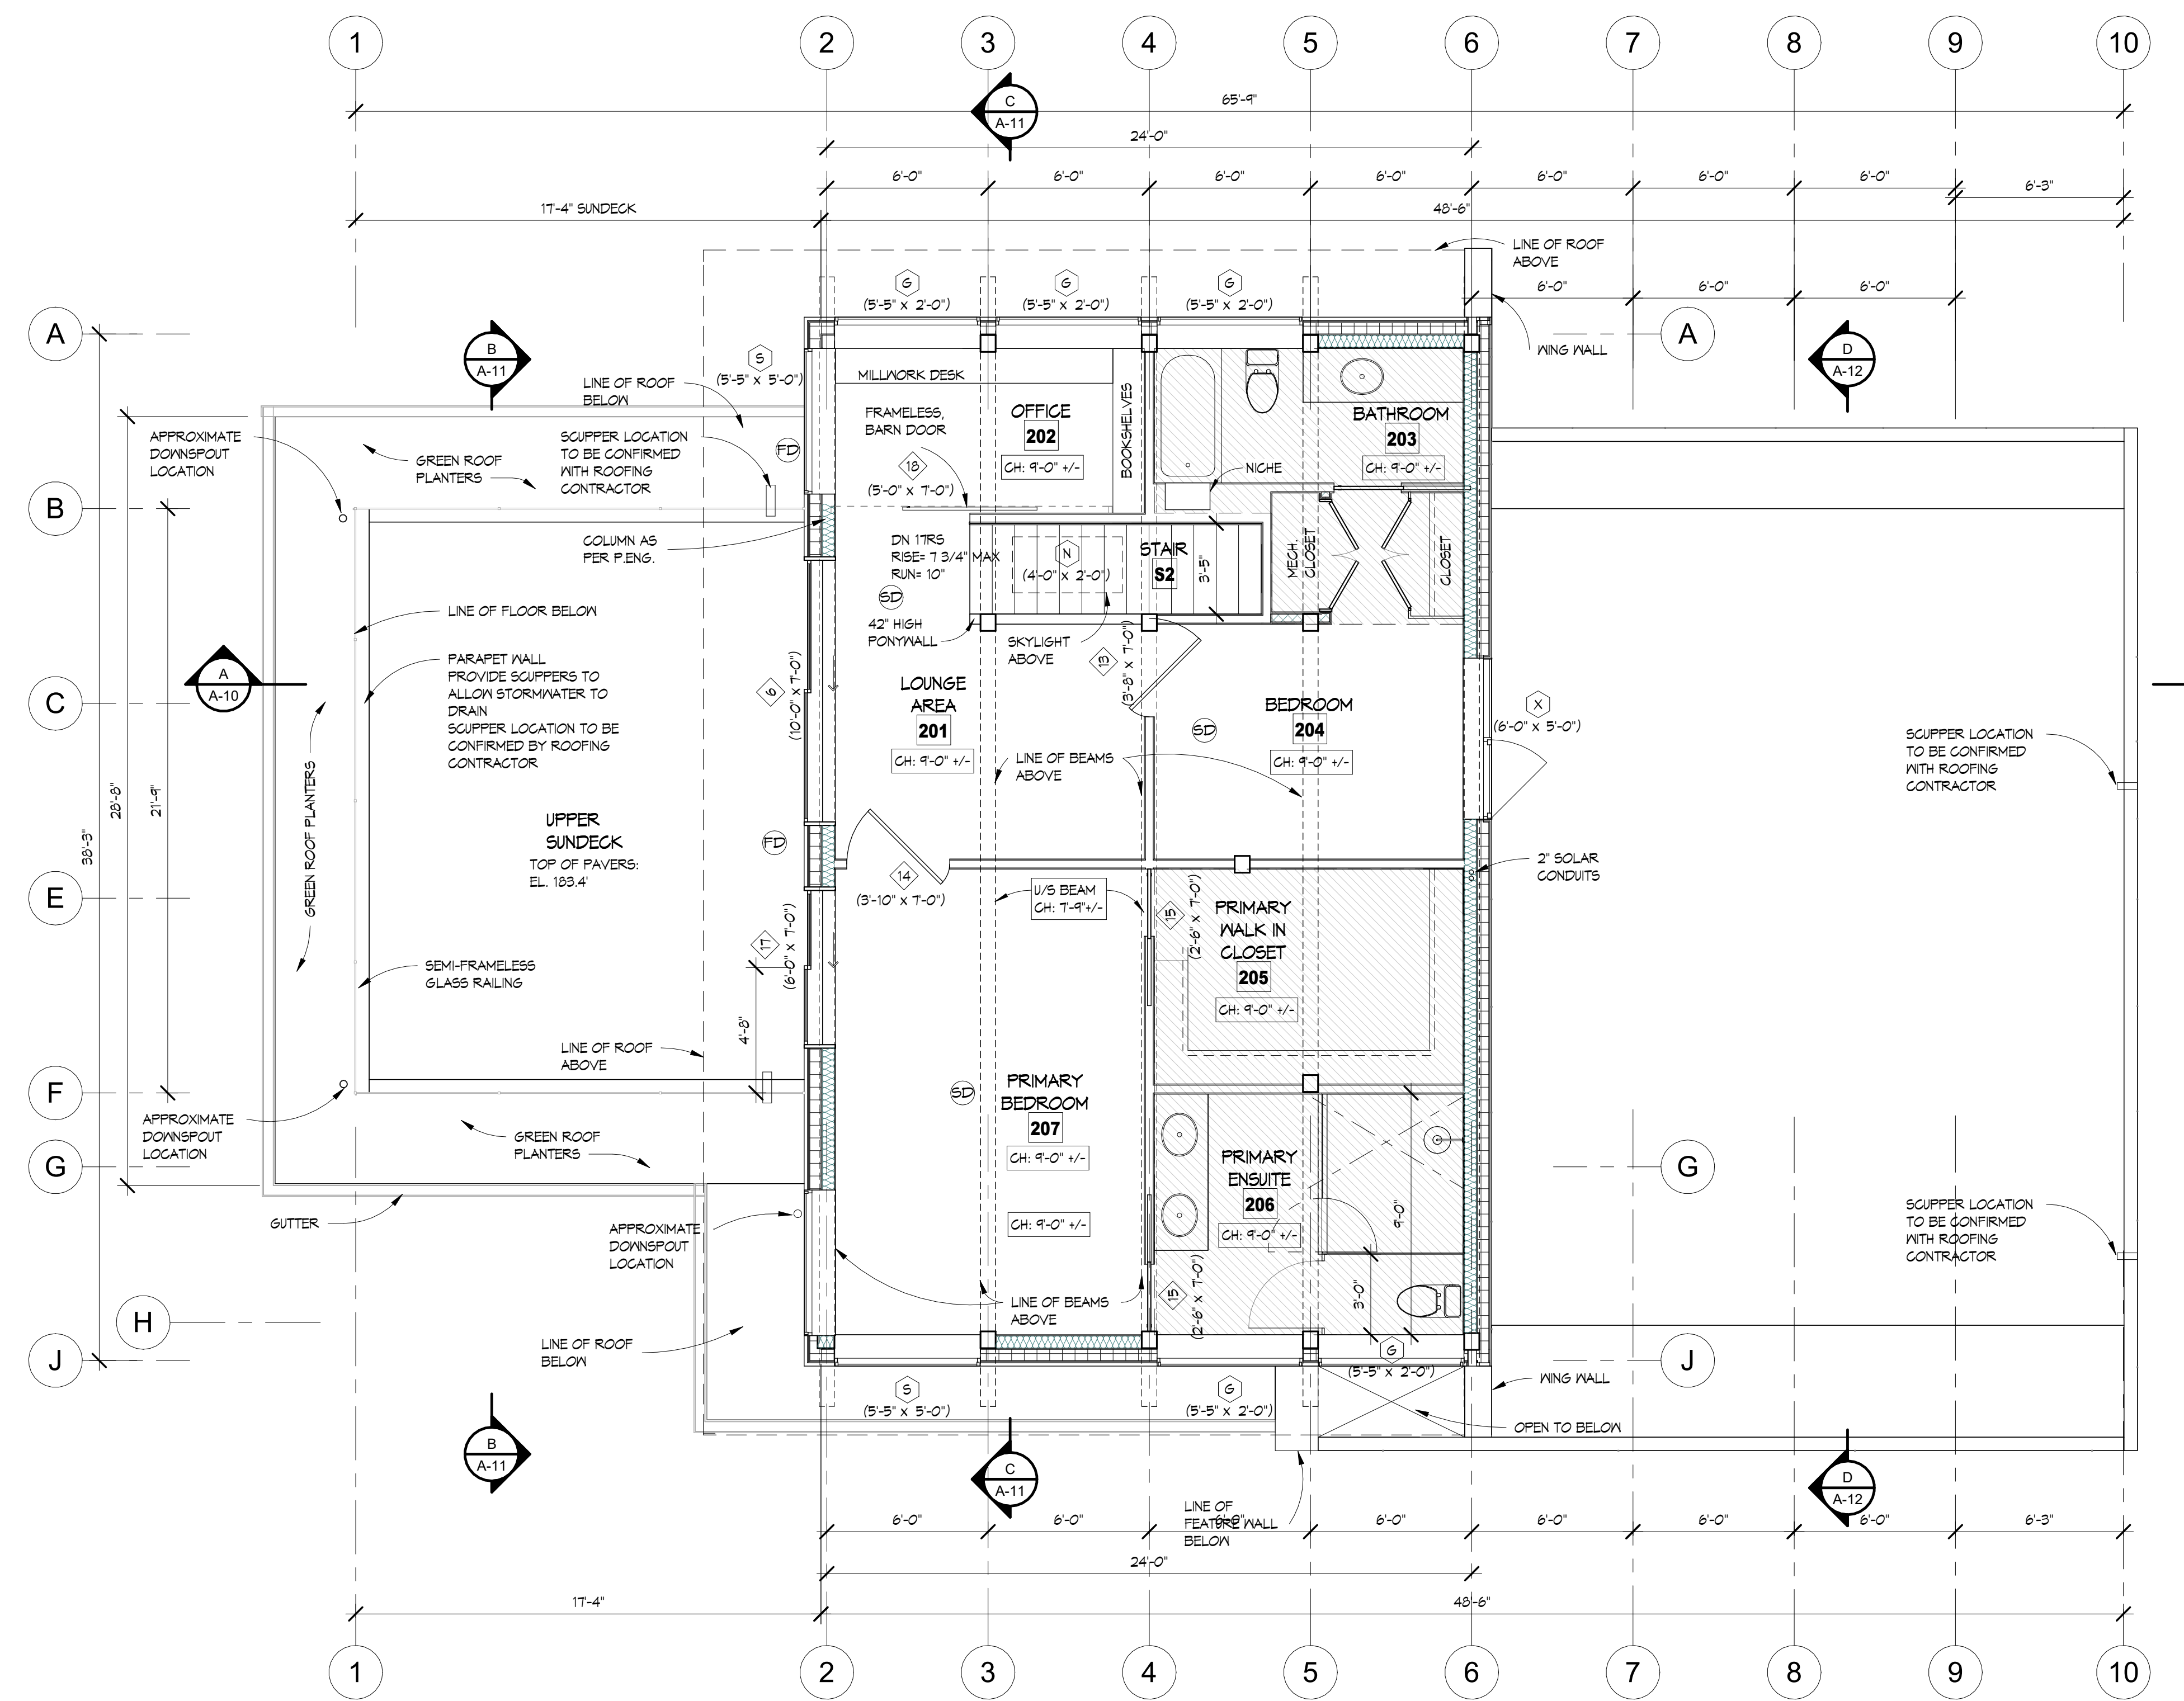 1
2
3
4
5
6
7
8
9
10
C
A-11
65'-9"
24'-0"
6'-0"
6'-0"
6'-0"
6'-0"
6'-0"
6'-0"
6'-0"
6'-3"
17'-4" SUNDECK
48'-6"
LINE OF ROOF
ABOVE
6'-0"
6'-0"
6'-0"
G
(5'-5" x 2'-0")
G
(5'-5" x 2'-0")
G
(5'-5" x 2'-0")
A
A
WING WALL
B
A-11
D
A-12
S
(5'-5" x 5'-0")
LINE OF ROOF
BELOW
MILLWORK DESK
FRAMELESS,
BARN DOOR
OFFICE
202
CH: 9'-0" +/-
BOOKSHELVES
BATHROOM
203
CH: 9'-0" +/-
NICHE
APPROXIMATE
DOWNSPOUT
LOCATION
GREEN ROOF
PLANTERS
SCUPPER LOCATION
TO BE CONFIRMED
WITH ROOFING
CONTRACTOR
FD
18
(5'-0" x 7'-0")
B
COLUMN AS
PER P.ENG.
DN 17RS
RISE= 7 3/4" MAX
RUN= 10"
N
(4'-0" x 2'-0")
STAIR
S2
3'-5"
MECH.
CLOSET
CLOSET
SD
42" HIGH
PONYWALL
SKYLIGHT
ABOVE
13
(3'-8" x 7'-0")
LINE OF FLOOR BELOW
PARAPET WALL
PROVIDE SCUPPERS TO
ALLOW STORMWATER TO
DRAIN
SCUPPER LOCATION TO BE
CONFIRMED BY ROOFING
CONTRACTOR
A
A-10
C
6
(10'-0" x 7'-0")
LOUNGE
AREA
201
CH: 9'-0" +/-
SD
BEDROOM
204
CH: 9'-0" +/-
X
(6'-0" x 5'-0")
LINE OF BEAMS
ABOVE
SCUPPER LOCATION
TO BE CONFIRMED
WITH ROOFING
CONTRACTOR
GREEN ROOF PLANTERS
38'-3"
28'-8"
21'-9"
UPPER
SUNDECK
TOP OF PAVERS:
EL. 183.4'
FD
E
14
(3'-10" x 7'-0")
U/S BEAM
CH: 7'-9"+/-
15
(2'-6" x 7'-0")
PRIMARY
WALK IN
CLOSET
205
CH: 9'-0" +/-
2" SOLAR
CONDUITS
17
(6'-0" x 7'-0")
SEMI-FRAMELESS
GLASS RAILING
4'-8"
LINE OF ROOF
ABOVE
F
SD
PRIMARY
BEDROOM
207
CH: 9'-0" +/-
CH: 9'-0" +/-
APPROXIMATE
DOWNSPOUT
LOCATION
GREEN ROOF
PLANTERS
G
G
PRIMARY
ENSUITE
206
CH: 9'-0" +/-
9'-0"
3'-0"
15
(2'-6" x 7'-0")
GUTTER
APPROXIMATE
DOWNSPOUT
LOCATION
SCUPPER LOCATION
TO BE CONFIRMED
WITH ROOFING
CONTRACTOR
LINE OF BEAMS
ABOVE
H
LINE OF ROOF
BELOW
J
J
S
(5'-5" x 5'-0")
G
(5'-5" x 2'-0")
G
(5'-5" x 2'-0")
WING WALL
OPEN TO BELOW
B
A-11
C
A-11
D
A-12
LINE OF
FEATURE WALL
BELOW
6'-0"
6'-0"
6'-0"
6'-0"
6'-0"
6'-0"
6'-0"
6'-3"
24'-0"
17'-4"
48'-6"
1
2
3
4
5
6
7
8
9
10